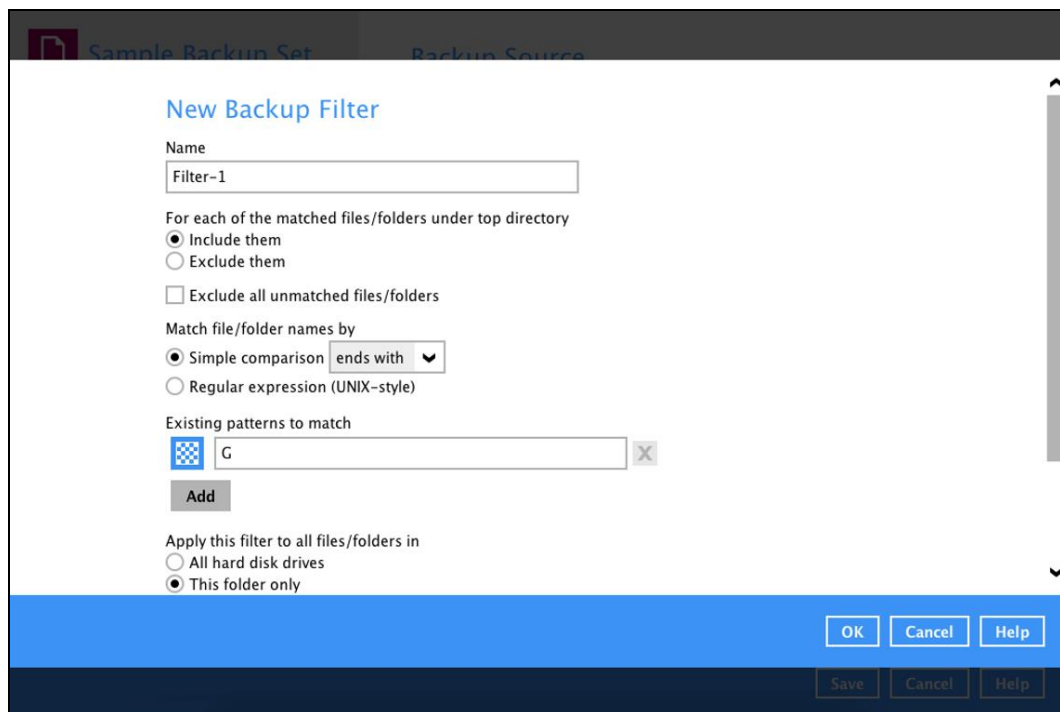 Sample Backup Set
Backup Source
New Backup Filter
Name
Filter-1
For each of the matched files/folders under top directory
Include them
Exclude them
Exclude all unmatched files/folders
Match file/folder names by
Simple comparison ends with
Regular expression (UNIX-style)
Existing patterns to match
G
X
Add
Apply this filter to all files/folders in
All hard disk drives
This folder only
OK Cancel Help
Save Cancel Help